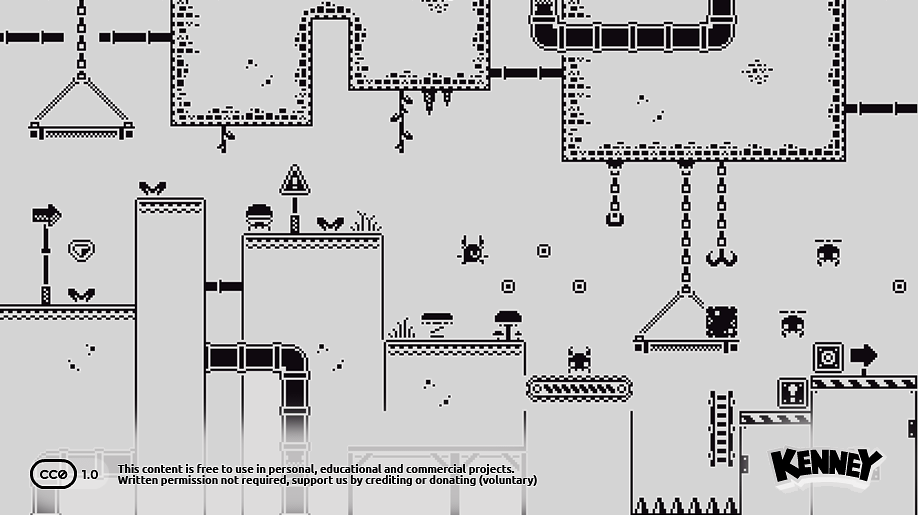 CC0 1.0
This content is free to use in personal, educational and commercial projects.
Written permission not required, support us by crediting or donating (voluntary)
KENNEY